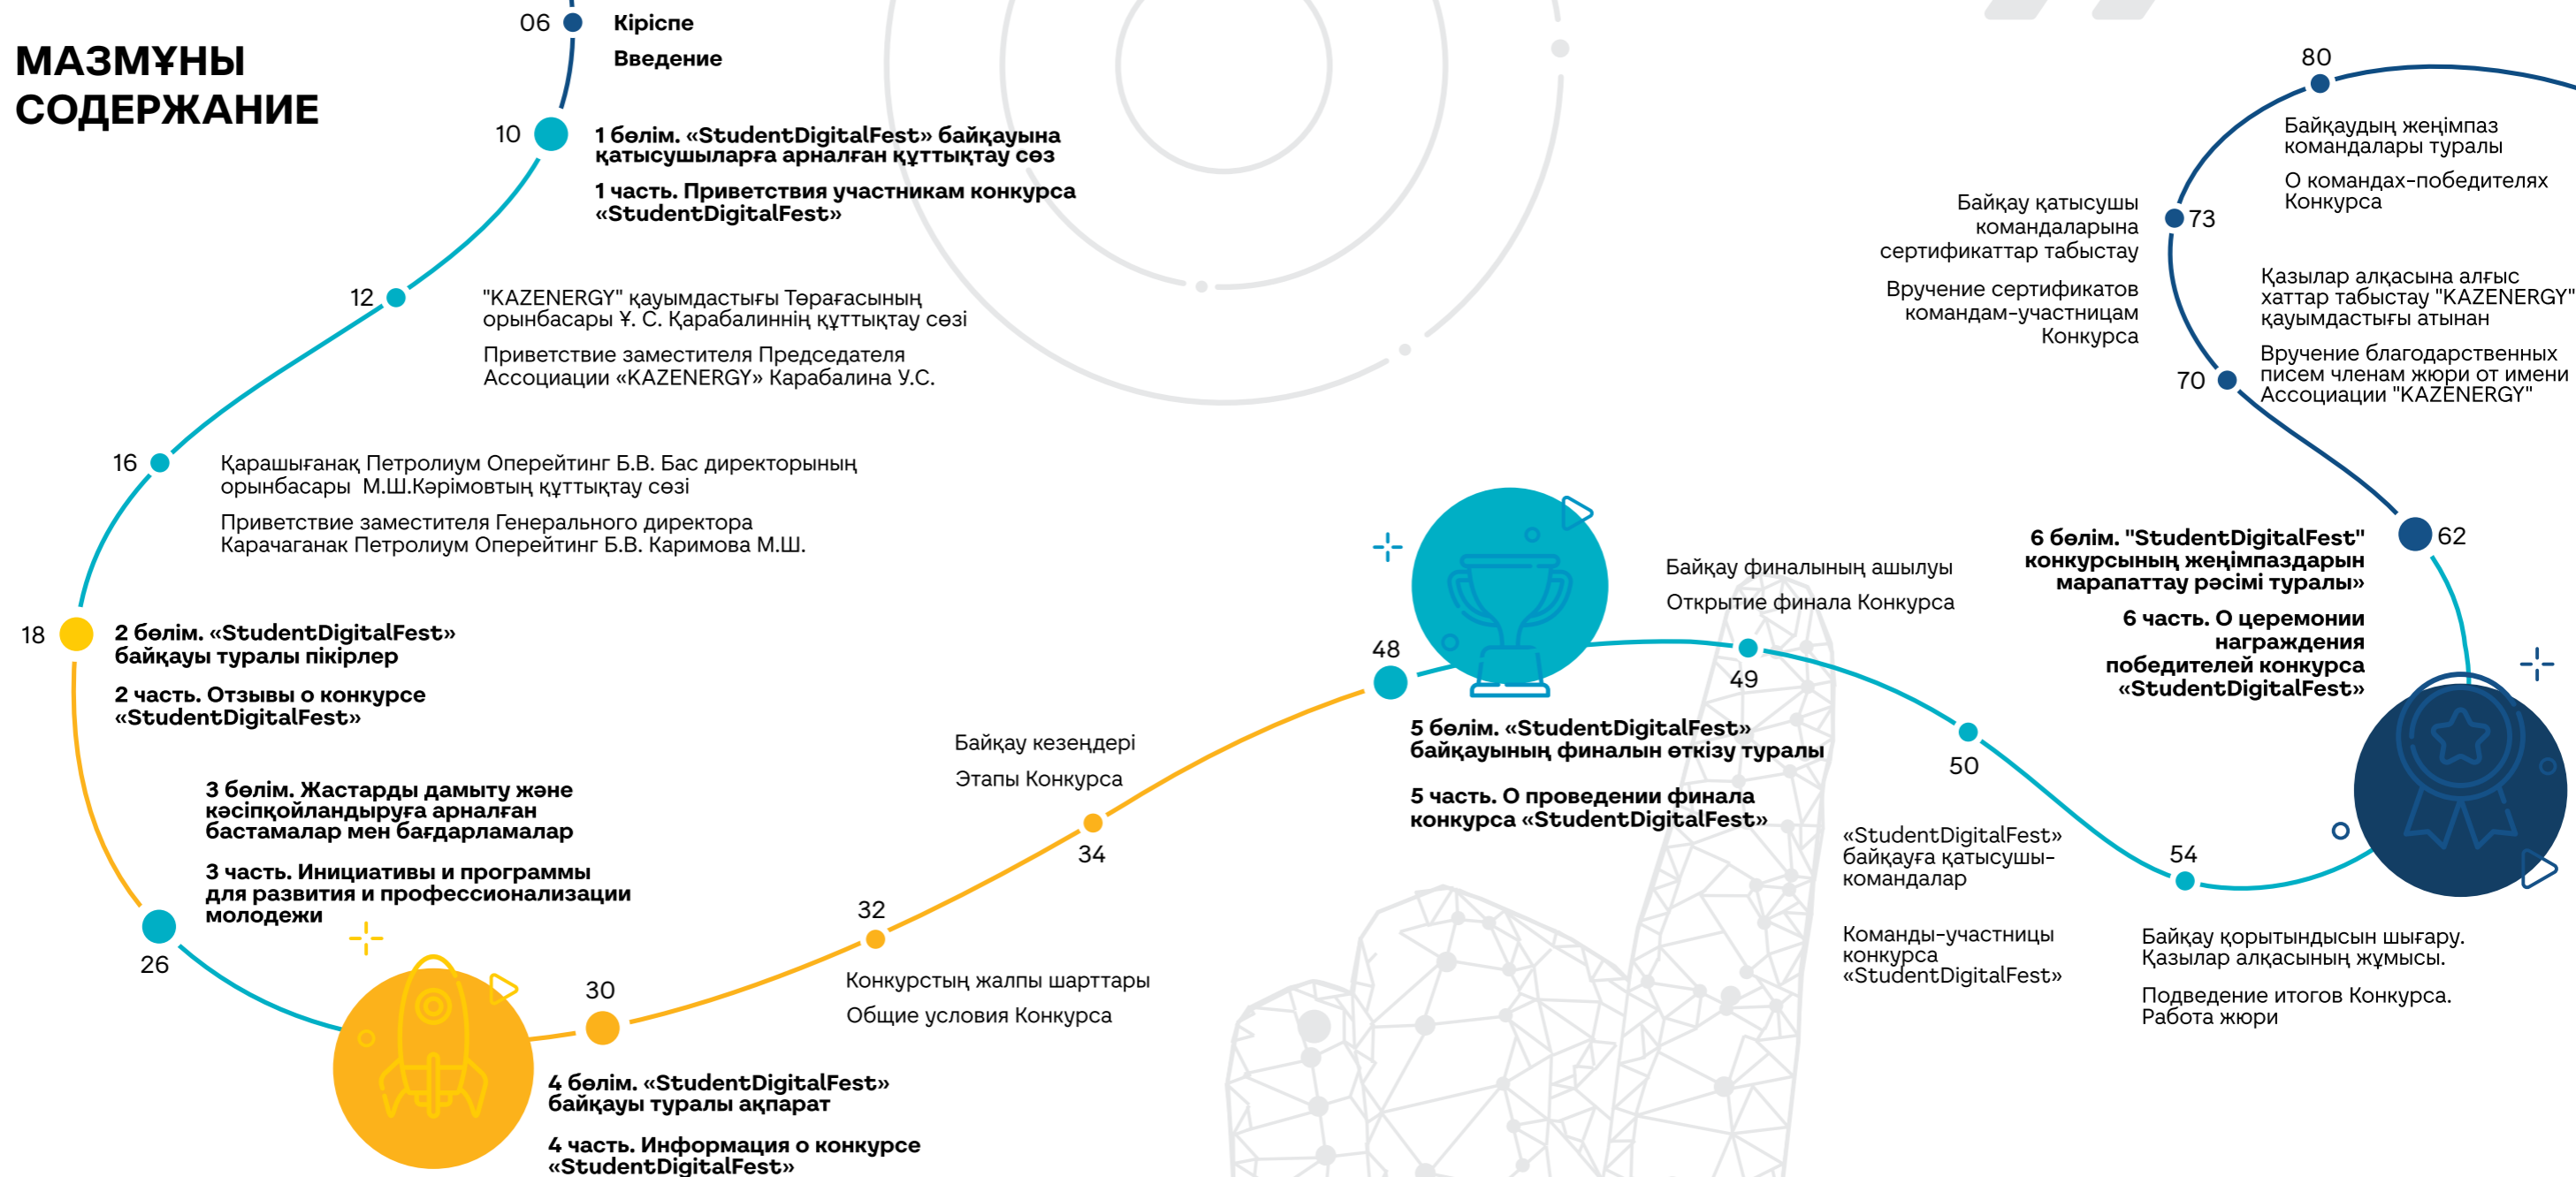 МАЗМҰНЫ
СОДЕРЖАНИЕ
06
Кіріспе
Введение
10
1 бөлім. «StudentDigitalFest» байқауына
қатысушыларға арналған құттықтау сөз
1 часть. Приветствия участникам конкурса
«StudentDigitalFest»
12
"KAZENERGY" қауымдастығы Төрағасының
орынбасары Ұ. С. Қарабалиннің құттықтау сөзі
Приветствие заместителя Председателя
Ассоциации «KAZENERGY» Карабалина У.С.
16
Қарашығанақ Петролиум Оперейтинг Б.В. Бас директорының
орынбасары М.Ш.Кәрімовтың құттықтау сөзі
Приветствие заместителя Генерального директора
Карачаганак Петролиум Оперейтинг Б.В. Каримова М.Ш.
18
2 бөлім. «StudentDigitalFest»
байқауы туралы пікірлер
2 часть. Отзывы о конкурсе
«StudentDigitalFest»
3 бөлім. Жастарды дамыту және
кәсіпқойландыруға арналған
бастамалар мен бағдарламалар
3 часть. Инициативы и программы
для развития и профессионализации
молодежи
26
30
4 бөлім. «StudentDigitalFest»
байқауы туралы ақпарат
4 часть. Информация о конкурсе
«StudentDigitalFest»
32
Конкурстың жалпы шарттары
Общие условия Конкурса
Байқау кезеңдері
Этапы Конкурса
34
48
5 бөлім. «StudentDigitalFest»
байқауының финалын өткізу туралы
5 часть. О проведении финала
конкурса «StudentDigitalFest»
Байқау финалының ашылуы
Открытие финала Конкурса
49
50
«StudentDigitalFest»
байқауға қатысушы-
командалар
Команды-участницы
конкурса
«StudentDigitalFest»
54
Байқау қорытындысын шығару.
Қазылар алқасының жұмысы.
Подведение итогов Конкурса.
Работа жюри
62
6 бөлім. "StudentDigitalFest"
конкурсының жеңімпаздарын
марапаттау рәсімі туралы»
6 часть. О церемонии
награждения
победителей конкурса
«StudentDigitalFest»
70
Қазылар алқасына алғыс
хаттар табыстау "KAZENERGY"
қауымдастығы атынан
Вручение благодарственных
писем членам жюри от имени
Ассоциации "KAZENERGY"
73
Байқау қатысушы
командаларына
сертификаттар табыстау
Вручение сертификатов
командам-участницам
Конкурса
80
Байқаудың жеңімпаз
командалары туралы
О командах-победителях
Конкурса